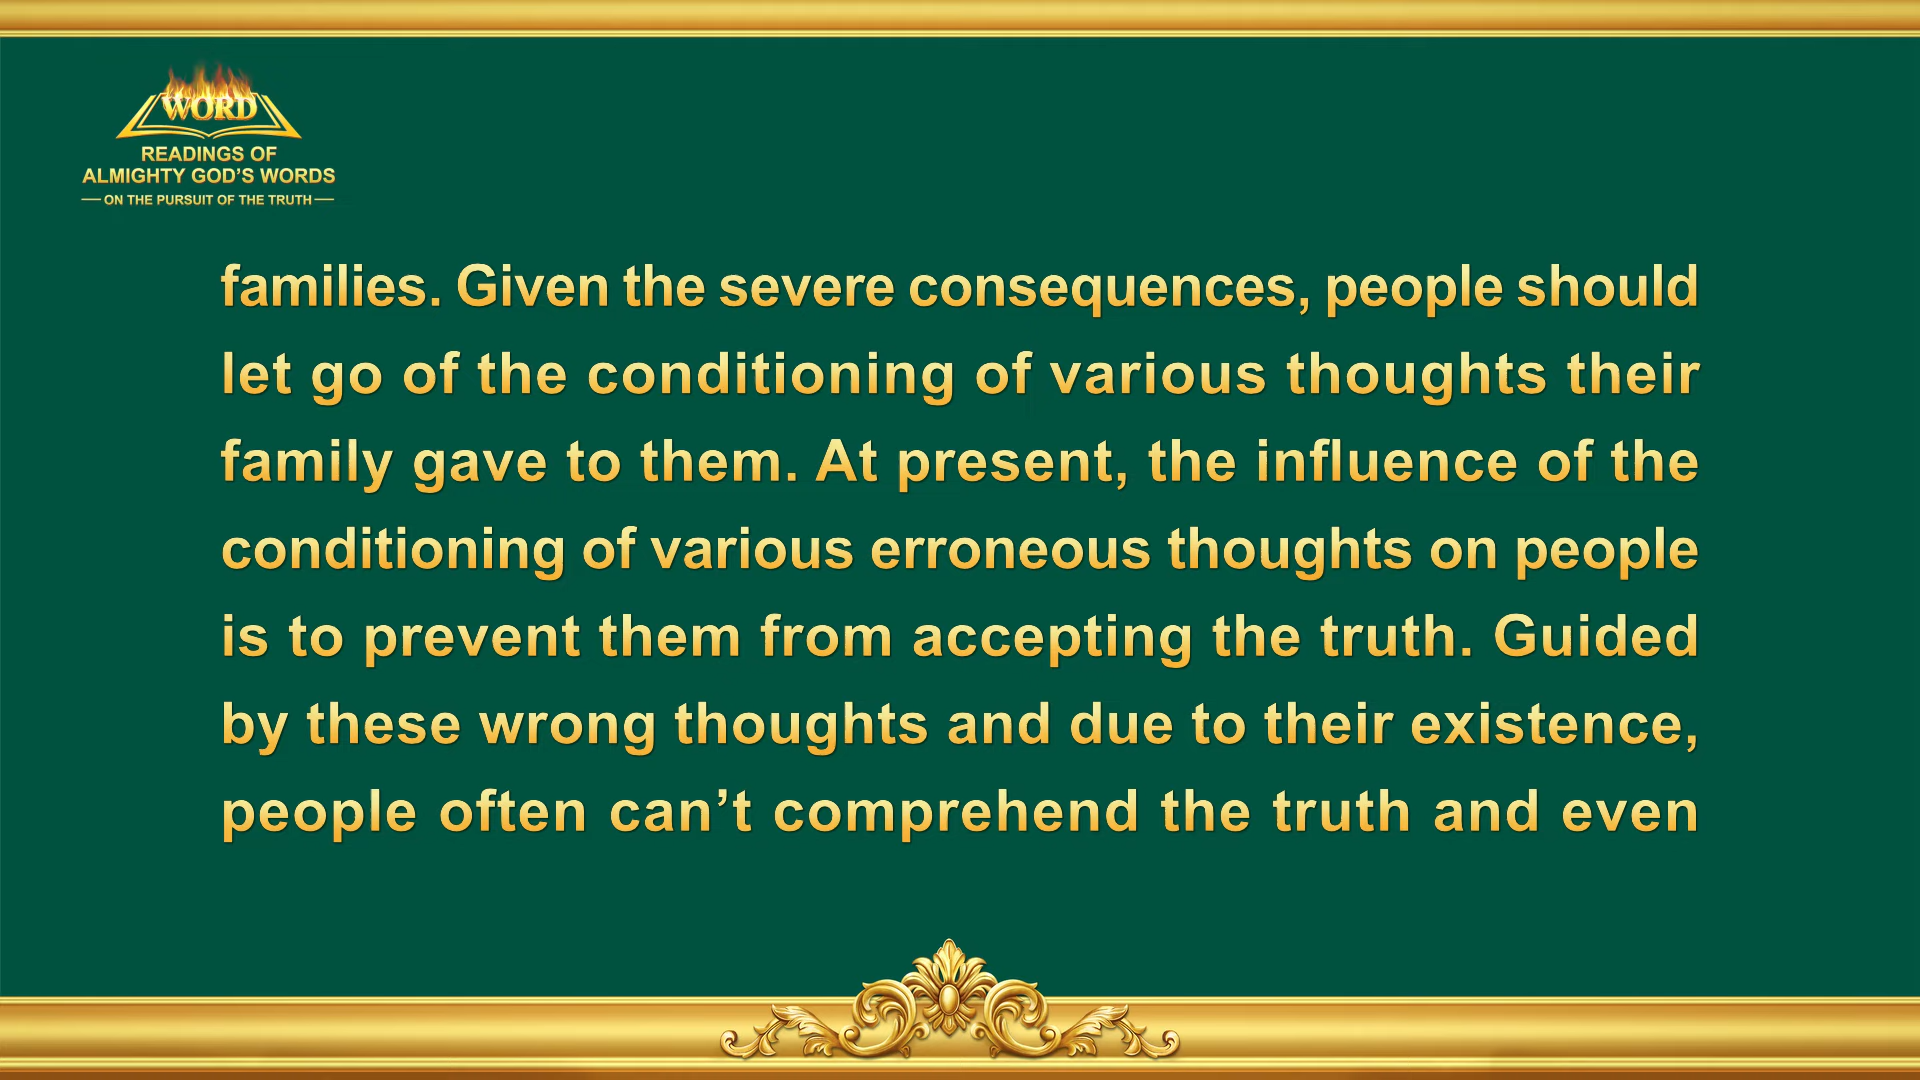 WORD
READINGS OF
ALMIGHTY GOD’S WORDS
ON THE PURSUIT OF THE TRUTH
families. Given the severe consequences, people should
let go of the conditioning of various thoughts their
family gave to them. At present, the influence of the
conditioning of various erroneous thoughts on people
is to prevent them from accepting the truth. Guided
by these wrong thoughts and due to their existence,
people often can’t comprehend the truth and even